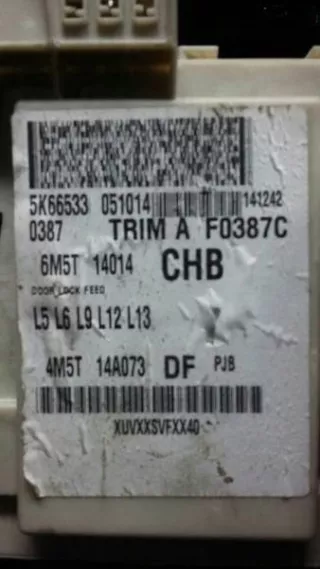 5K66533 051014 141242
0387 TRIM A F0387C
6M5T 14014 CHB
DOOR LOCK FEED
L5 L6 L9 L12 L13
4M5T 14A073 DF PJB
XUVXXSVFXX40